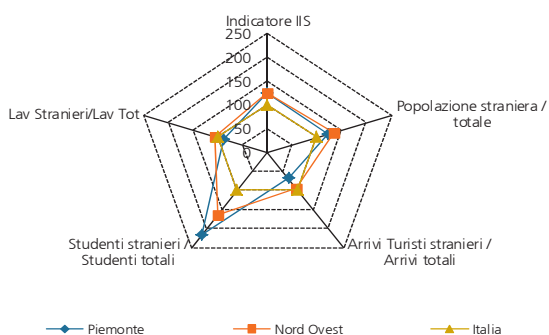 Indicatore IIS
250
200
150
100
50
0
Popolazione straniera /
totale
Lav Stranieri/Lav Tot
Studenti stranieri /
Studenti totali
Arrivi Turisti stranieri /
Arrivi totali
Piemonte
Nord Ovest
Italia